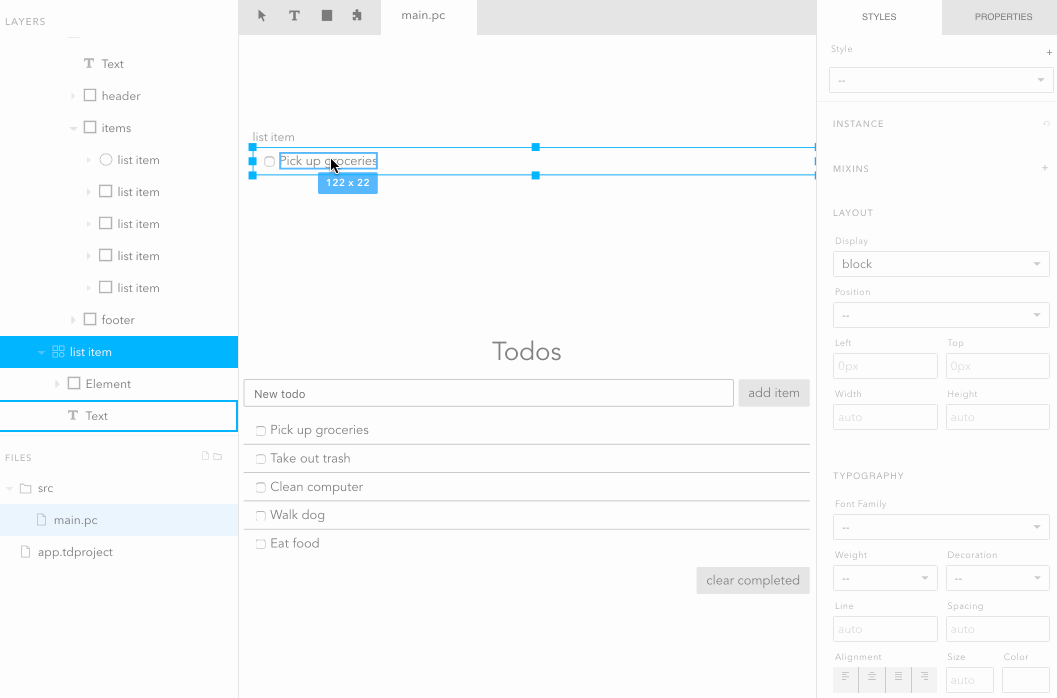 LAYERS
Text
header
items
list item
list item
list item
list item
list item
footer
list item
Element
Text
FILES
src
main.pc
app.tdproject
T
main.pc
list item
Pick up groceries
122 x 22
Todos
New todo
add item
Pick up groceries
Take out trash
Clean computer
Walk dog
Eat food
clear completed
STYLES PROPERTIES
Style
+
--
INSTANCE
MIXINS +
LAYOUT
Display
block
Position
--
Left Top
0px 0px
Width Height
auto auto
TYPOGRAPHY
Font Family
--
Weight Decoration
-- --
Line Spacing
auto auto
Alignment Size Color
auto